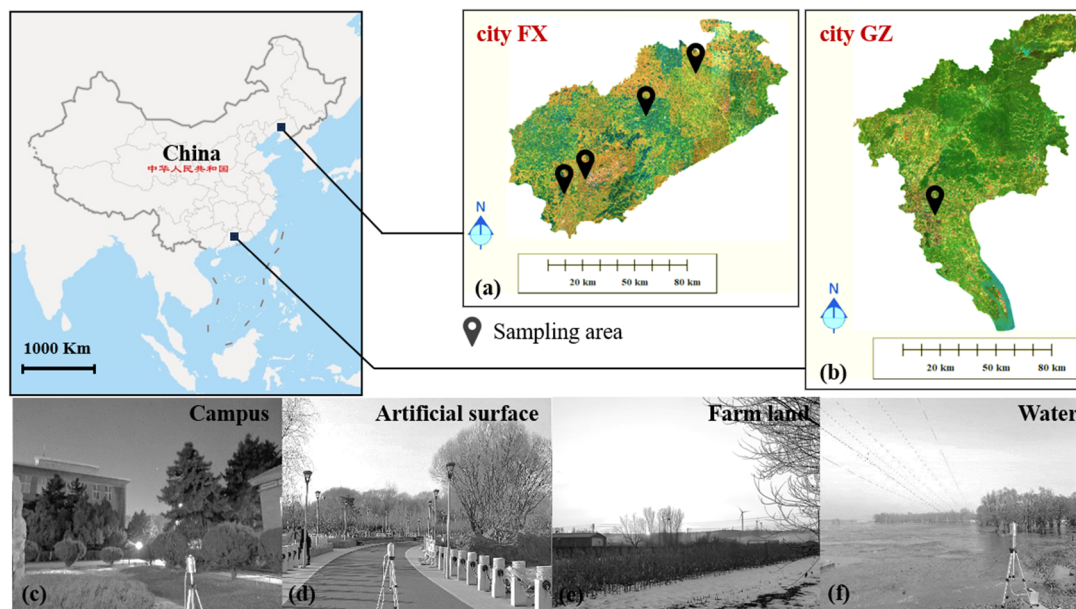 China
中华人民共和国
1000 Km
city FX
N
20 km 50 km 80 km
(a)
Sampling area
city GZ
N
20 km 50 km 80 km
(b)
Campus
(c)
Artificial surface
(d)
Farm land
(e)
Water
(f)